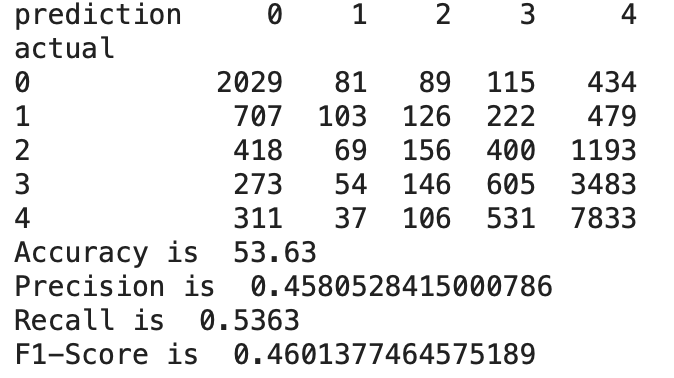 prediction 0 1 2 3 4
actual
0 2029 81 89 115 434
1 707 103 126 222 479
2 418 69 156 400 1193
3 273 54 146 605 3483
4 311 37 106 531 7833
Accuracy is 53.63
Precision is 0.4580528415000786
Recall is 0.5363
F1-Score is 0.4601377464575189